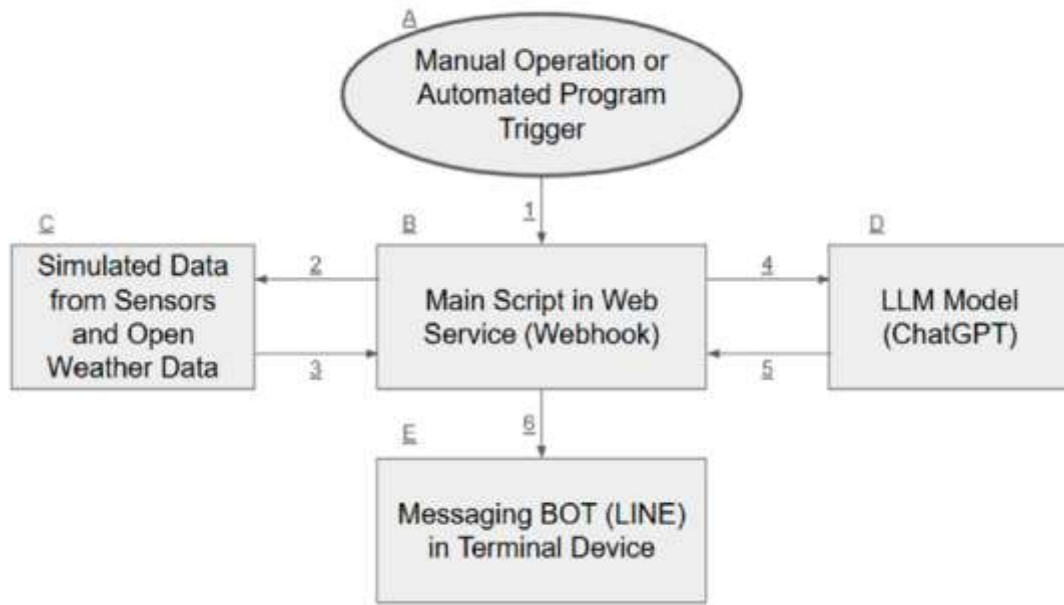 A
Manual Operation or
Automated Program
Trigger
1
C
B
D
Simulated Data
from Sensors
and Open
Weather Data
2
3
Main Script in Web
Service (Webhook)
4
5
LLM Model
(ChatGPT)
6
E
Messaging BOT (LINE)
in Terminal Device